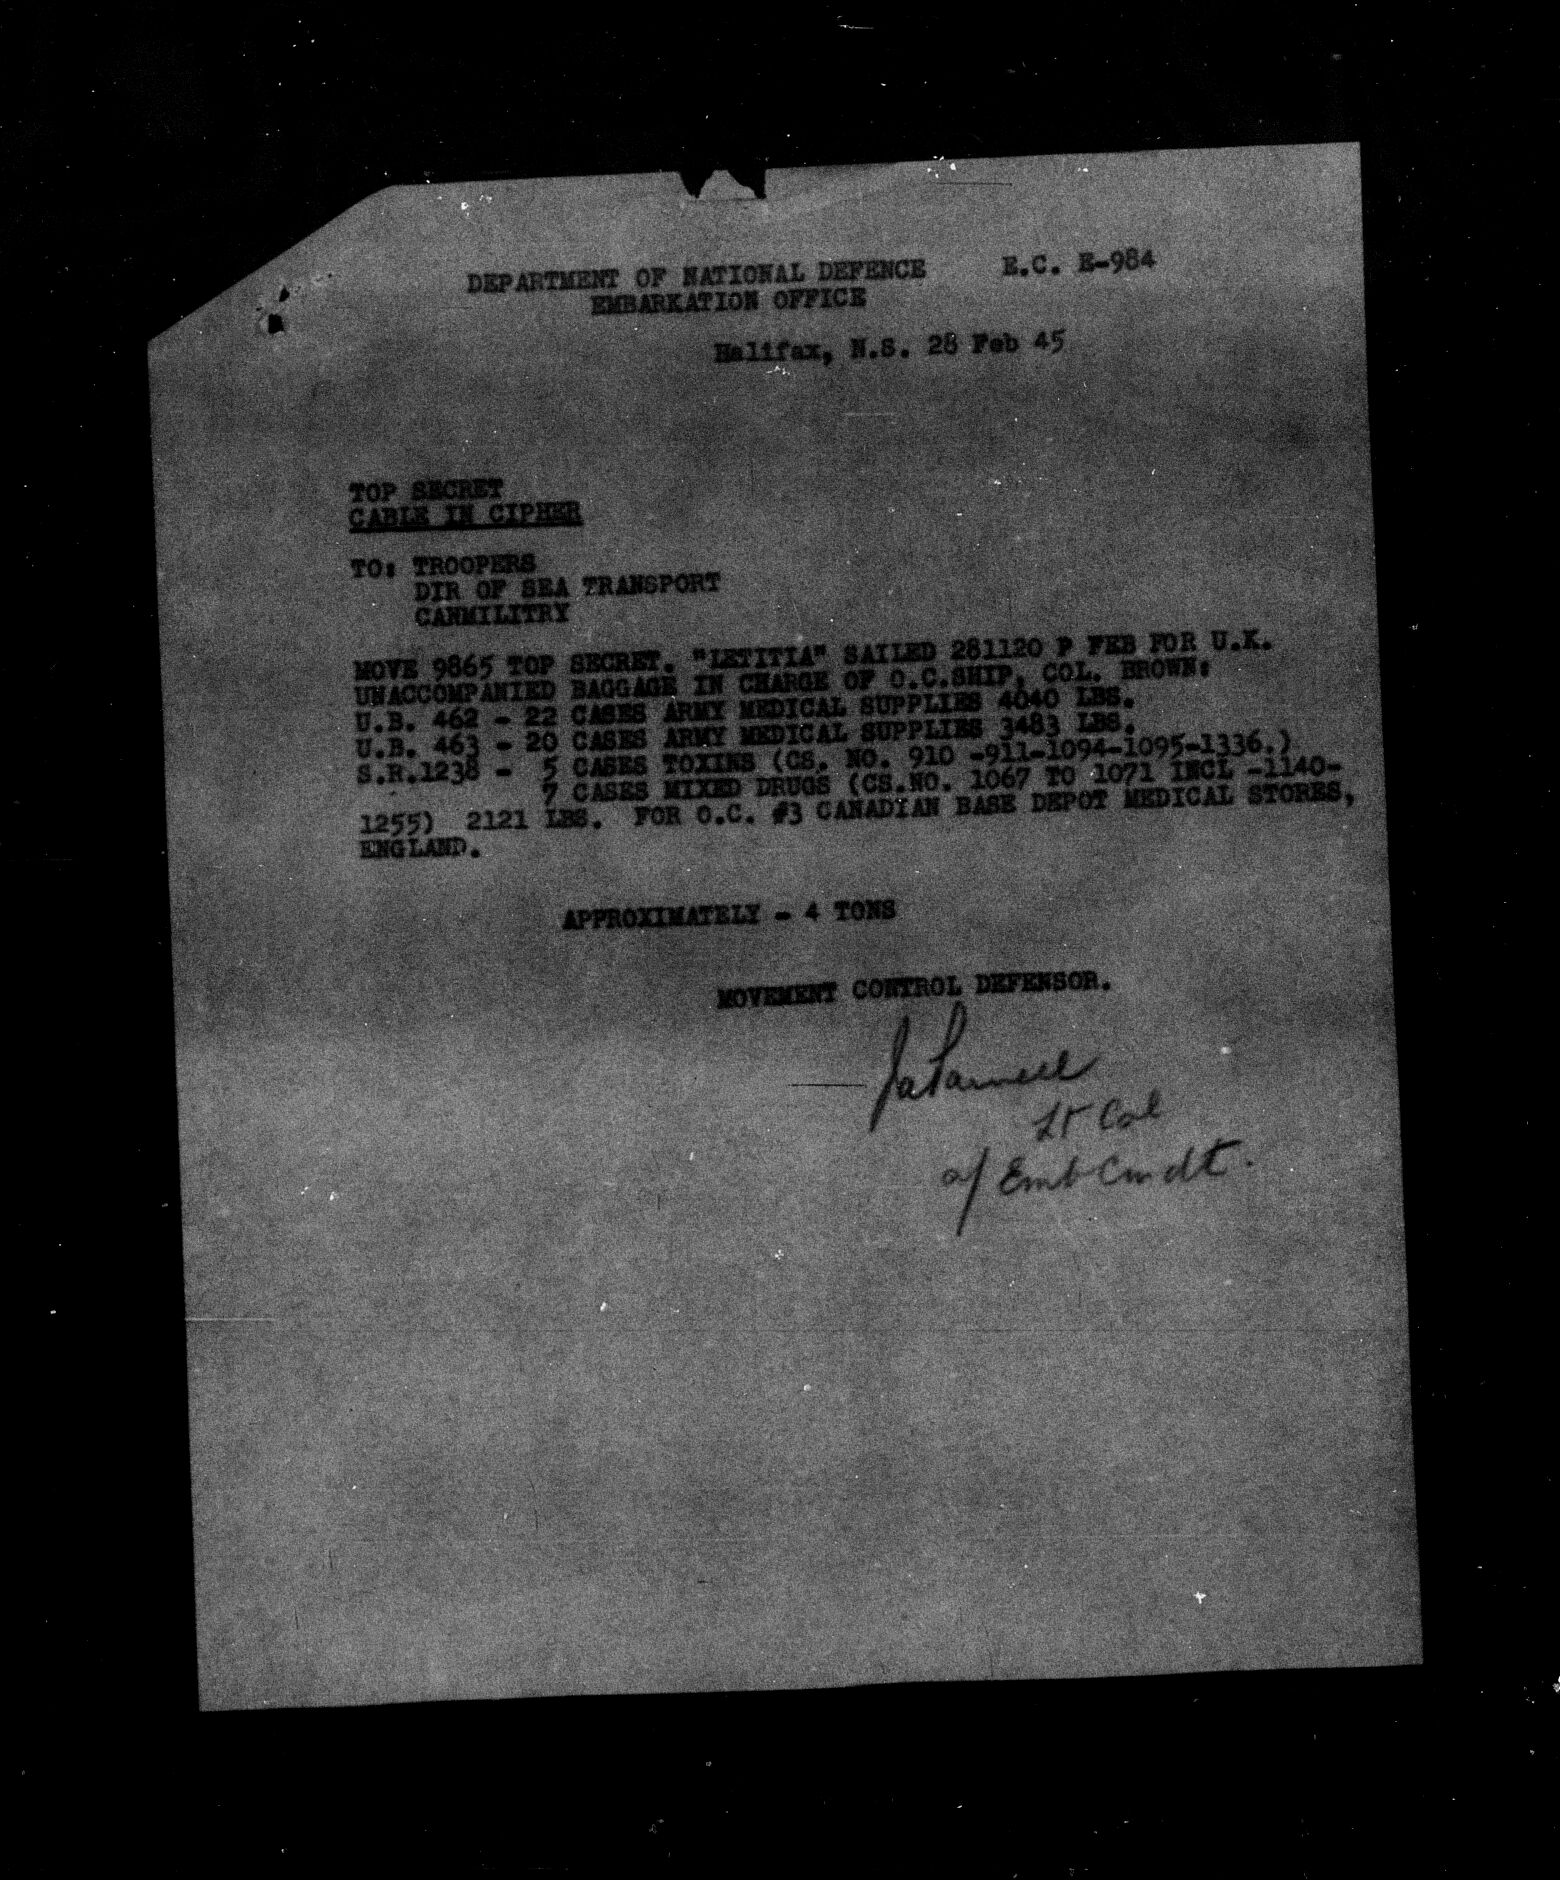 DEPARTMENT OF NATIONAL DEFENCE E.C. E-984
EMBARKATION OFFICE
Halifax, N.S. 28 Feb 45
TOP SECRET
CABLE IN CIPHER
TO: TROOPERS
DIR OF SEA TRANSPORT
CANMILITRY
MOVE 9865 TOP SECRET. "LETITIA" SAILED 281120 P FEB FOR U.K.
UNACCOMPANIED BAGGAGE IN CHARGE OF O.C.SHIP, COL. BROWN:
U.B. 462 - 22 CASES ARMY MEDICAL SUPPLIES 4040 LBS.
U.B. 463 - 20 CASES ARMY MEDICAL SUPPLIES 3483 LBS.
S.R.1238 - 5 CASES TOXINS (CS. NO. 910 -911-1094-1095-1336.)
7 CASES MIXED DRUGS (CS.NO. 1067 TO 1071 INCL -1140-
1255) 2121 LBS. FOR O.C. #3 CANADIAN BASE DEPOT MEDICAL STORES,
ENGLAND.
APPROXIMATELY - 4 TONS
MOVEMENT CONTROL DEFENSOR.
Lt Col
a/ Emb Cmdt.